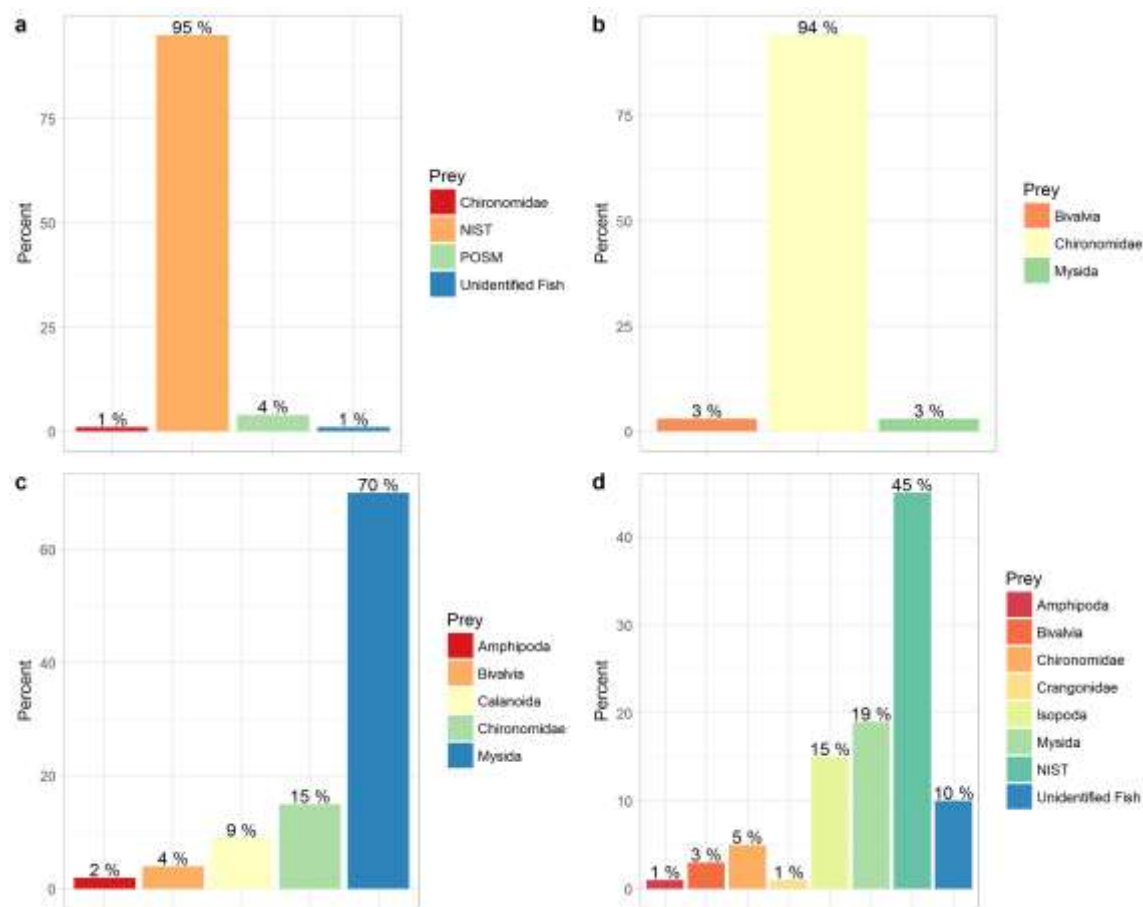 a
95 %
75
50
25
0
Percent
1 %
4 %
1 %
Prey
Chironomidae
NIST
POSM
Unidentified Fish
b
94 %
75
50
25
0
Percent
3 %
3 %
Prey
Bivalvia
Chironomidae
Mysida
c
70 %
60
40
20
0
Percent
2 %
4 %
9 %
15 %
Prey
Amphipoda
Bivalvia
Calanoida
Chironomidae
Mysida
d
45 %
40
30
20
10
0
Percent
1 %
3 %
5 %
1 %
15 %
19 %
10 %
Prey
Amphipoda
Bivalvia
Chironomidae
Crangonidae
Isopoda
Mysida
NIST
Unidentified Fish